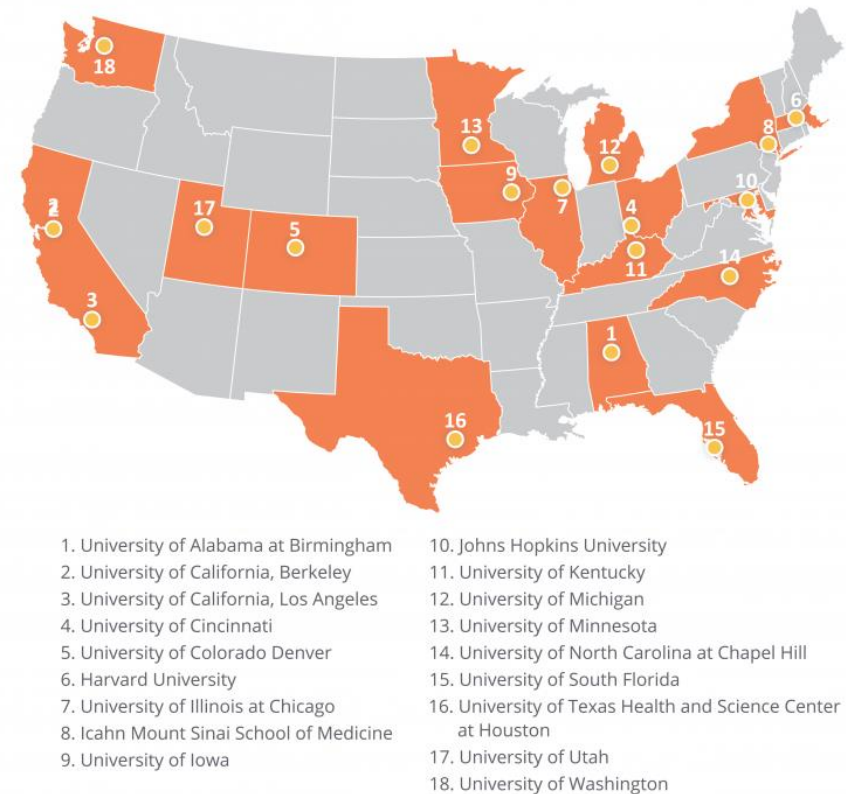 18
13
6
8
12
9
10
2
17
7
4
5
11
14
3
1
16
15
1. University of Alabama at Birmingham
2. University of California, Berkeley
3. University of California, Los Angeles
4. University of Cincinnati
5. University of Colorado Denver
6. Harvard University
7. University of Illinois at Chicago
8. Icahn Mount Sinai School of Medicine
9. University of Iowa
10. Johns Hopkins University
11. University of Kentucky
12. University of Michigan
13. University of Minnesota
14. University of North Carolina at Chapel Hill
15. University of South Florida
16. University of Texas Health and Science Center
at Houston
17. University of Utah
18. University of Washington